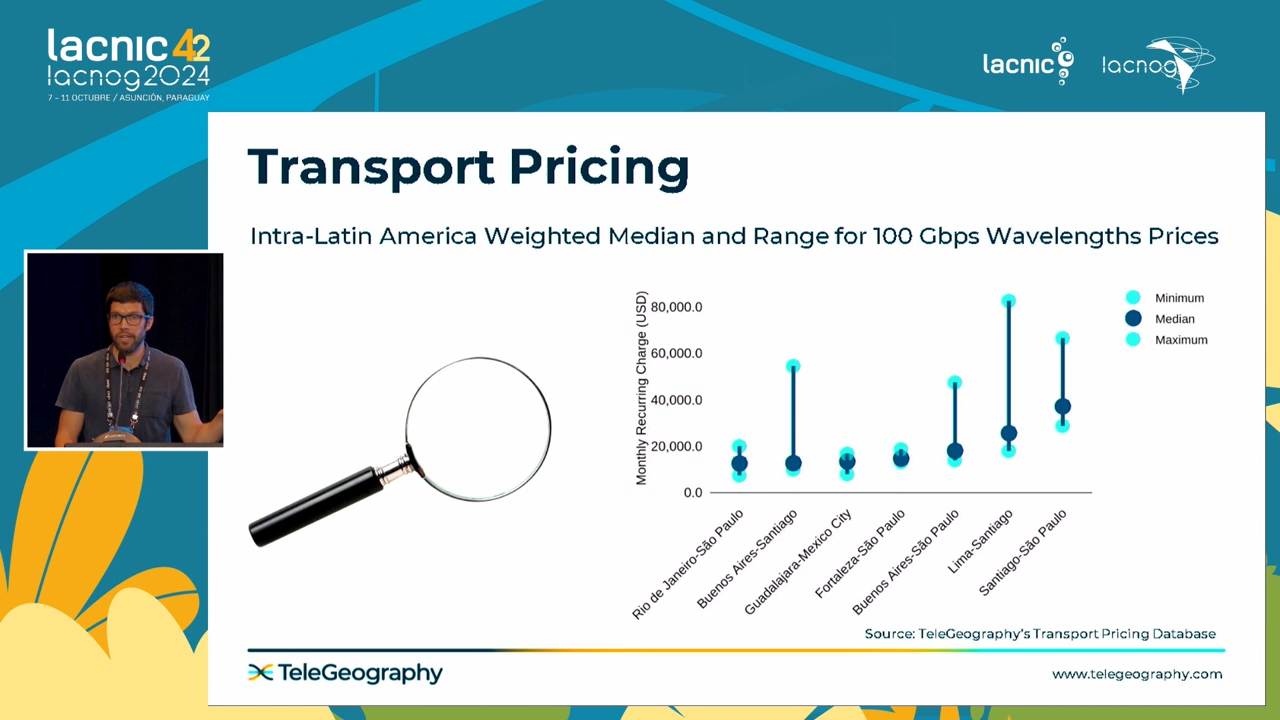 lacnic 42
lacnog2024
7 - 11 OCTUBRE / ASUNCIÓN, PARAGUAY
lacnic
lacnog
Transport Pricing
Intra-Latin America Weighted Median and Range for 100 Gbps Wavelengths Prices
Monthly Recurring Charge (USD)
80,000.0
60,000.0
40,000.0
20,000.0
0.0
Minimum
Median
Maximum
Rio de Janeiro-São Paulo
Buenos Aires-Santiago
Guadalajara-Mexico City
Fortaleza-São Paulo
Buenos Aires-São Paulo
Lima-Santiago
Santiago-São Paulo
Source: TeleGeography's Transport Pricing Database
TeleGeography
www.telegeography.com